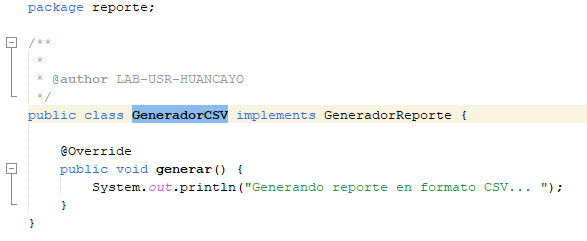 package reporte;
/**
 *
 * @author LAB-USR-HUANCAYO
 */
public class GeneradorCSV implements GeneradorReporte {
@Override
public void generar() {
System.out.println("Generando reporte en formato CSV... ");
}
}